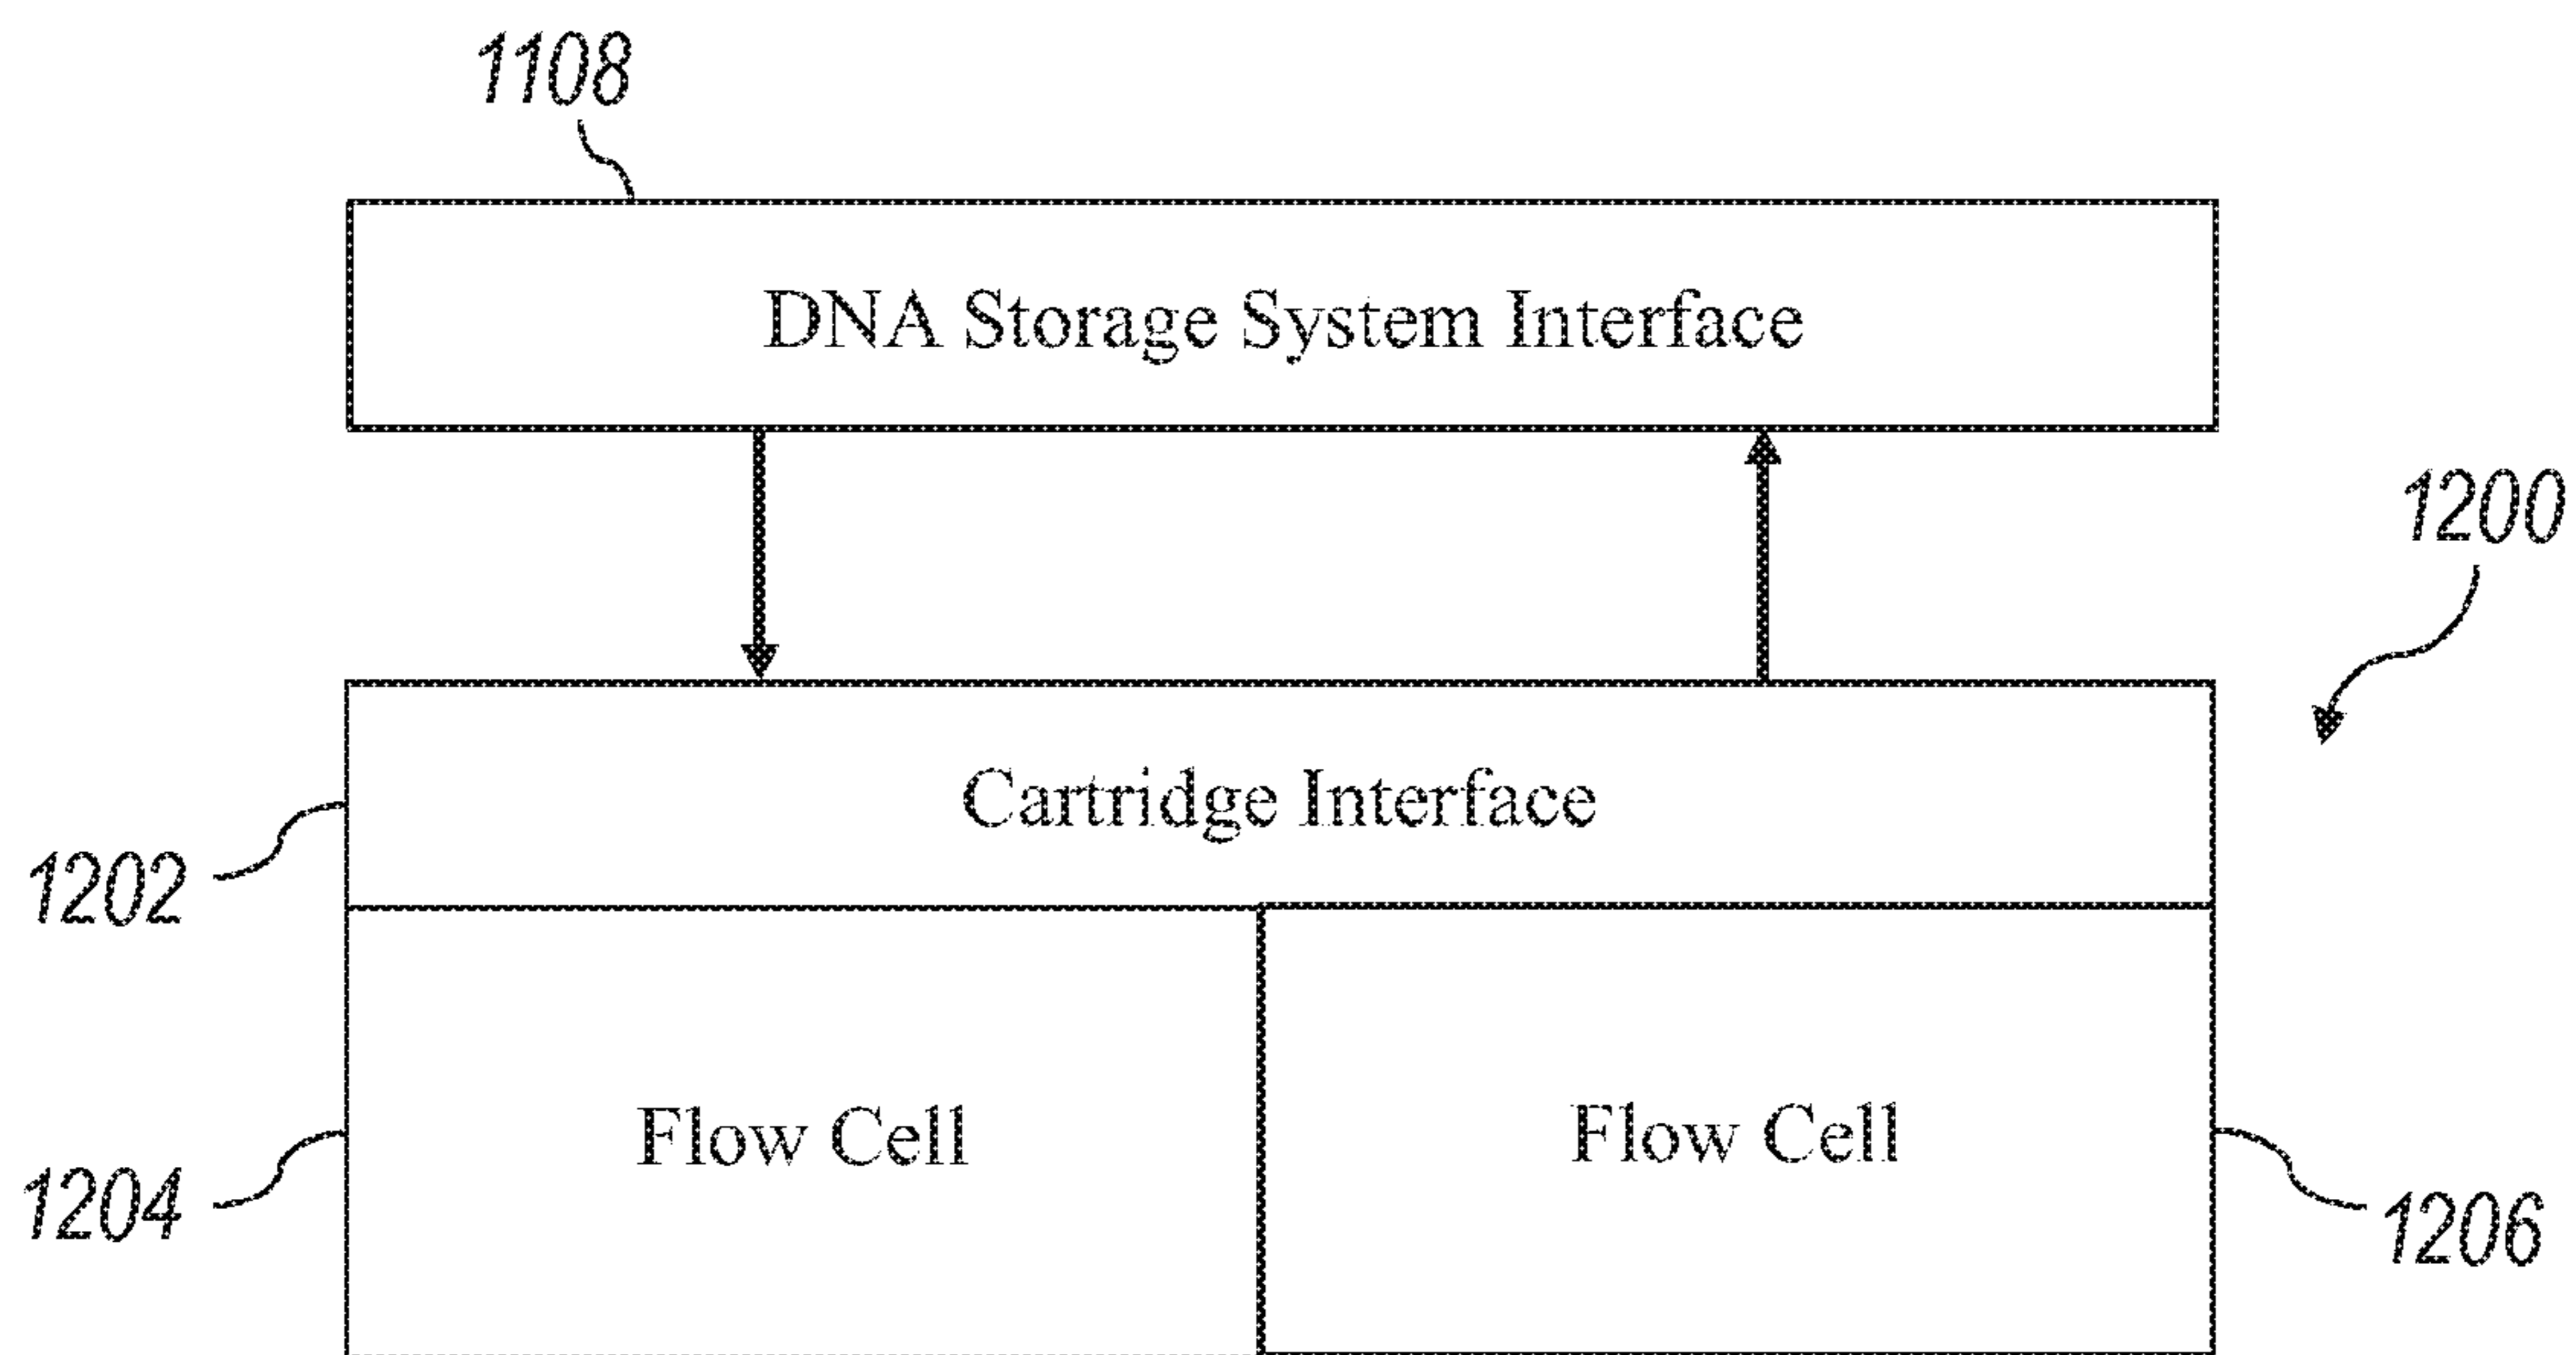 1108
DNA Storage System Interface
1200
Cartridge Interface
1202
Flow Cell
Flow Cell
1204
1206